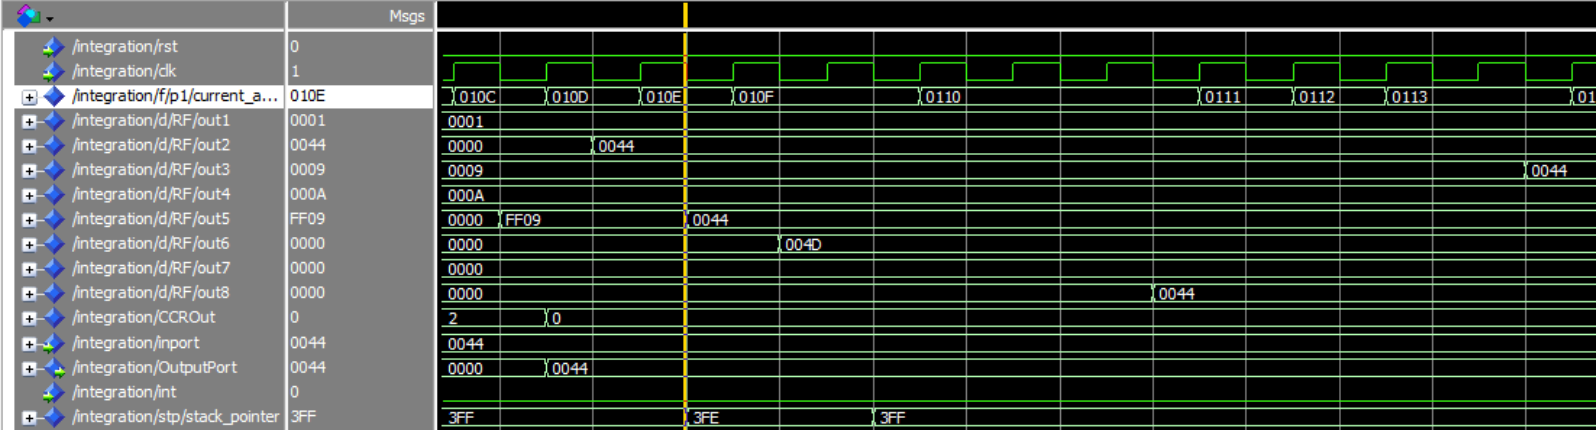 Msgs
/integration/rst 0
/integration/clk 1
/integration/f/p1/current_a... 010E 010C 010D 010E 010F 0110 0111 0112 0113 01
/integration/d/RF/out1 0001 0001
/integration/d/RF/out2 0044 0000 0044
/integration/d/RF/out3 0009 0009 0044
/integration/d/RF/out4 000A 000A
/integration/d/RF/out5 FF09 0000 FF09 0044
/integration/d/RF/out6 0000 0000 004D
/integration/d/RF/out7 0000 0000
/integration/d/RF/out8 0000 0000 0044
/integration/CCROut 0 2 0
/integration/inport 0044 0044
/integration/OutputPort 0044 0000 0044
/integration/int 0
/integration/stp/stack_pointer 3FF 3FF 3FE 3FF